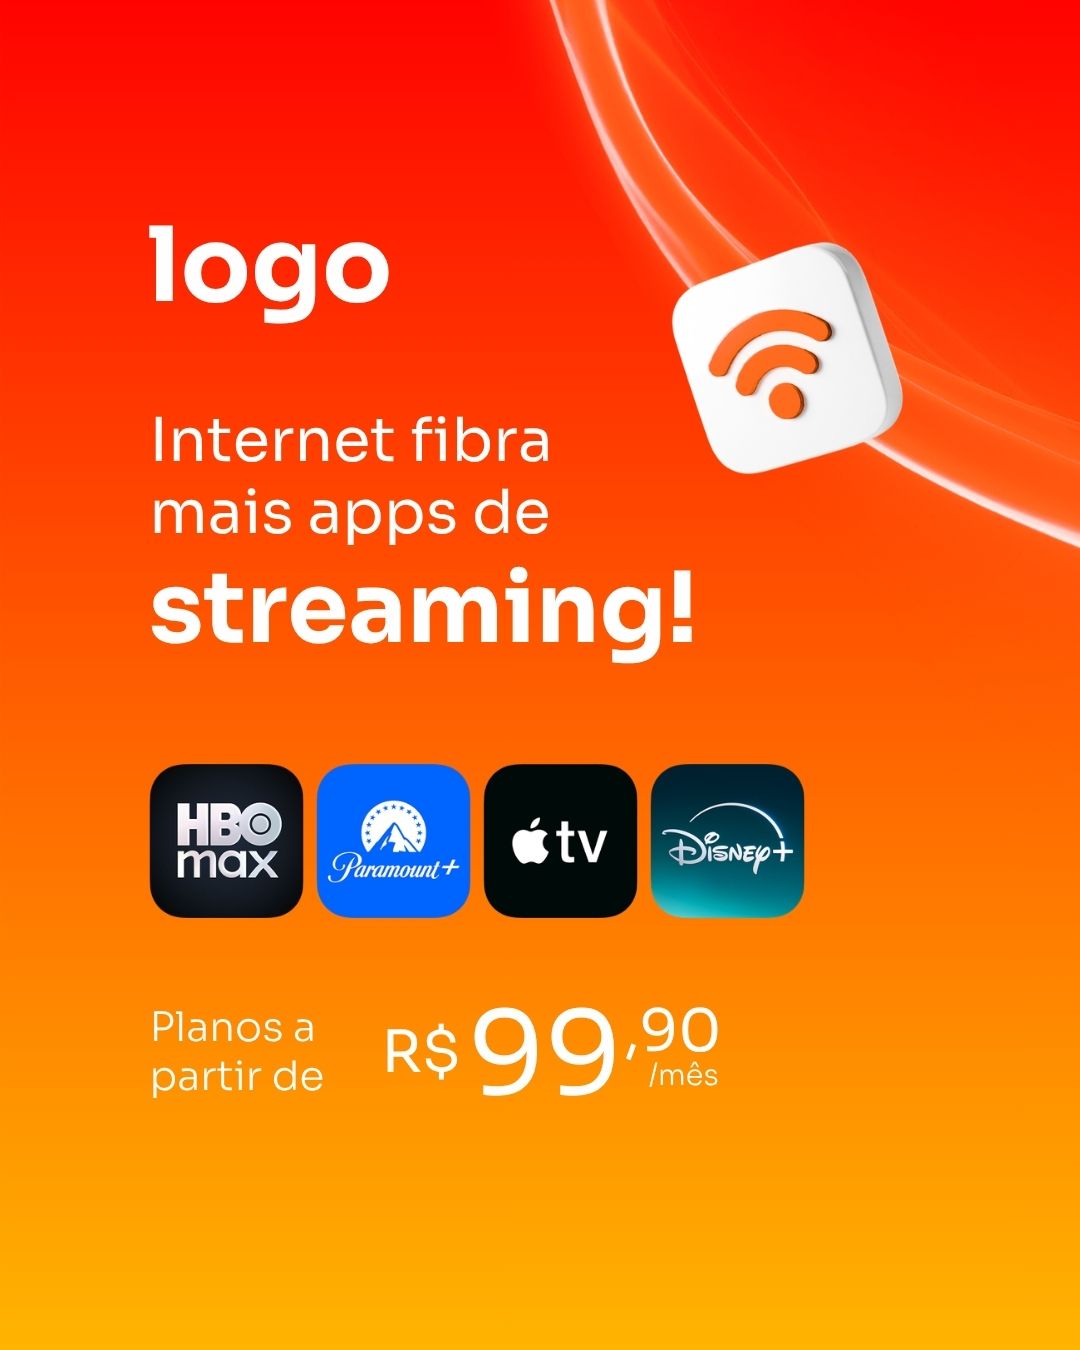 logo
Internet fibra
mais apps de
streaming!
HBO
max
Paramount+
tv
Disney+
Planos a
partir de
R$ 99,90
/mês